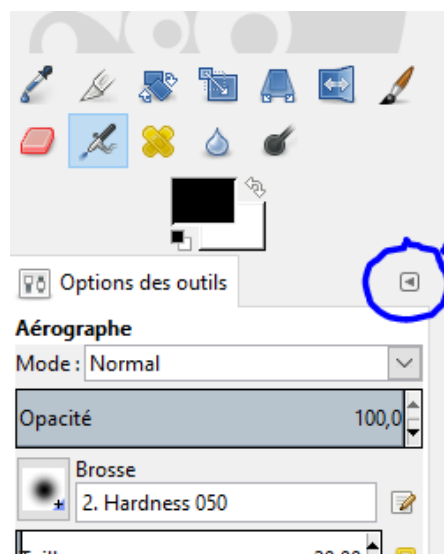 Options des outils
Aérographe
Mode : Normal
Opacité 100,0
Brosse
2. Hardness 050